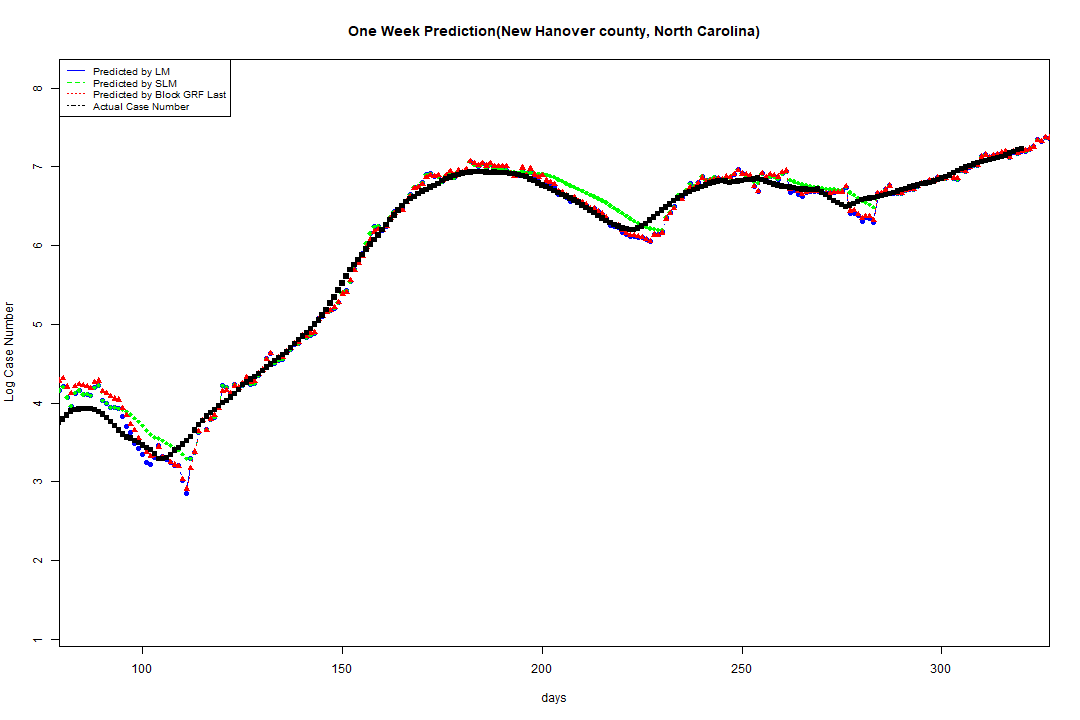 One Week Prediction(New Hanover county, North Carolina)
Predicted by LM
Predicted by SLM
Predicted by Block GRF Last
Actual Case Number
8
7
6
5
4
3
2
1
Log Case Number
100 150 200 250 300
days